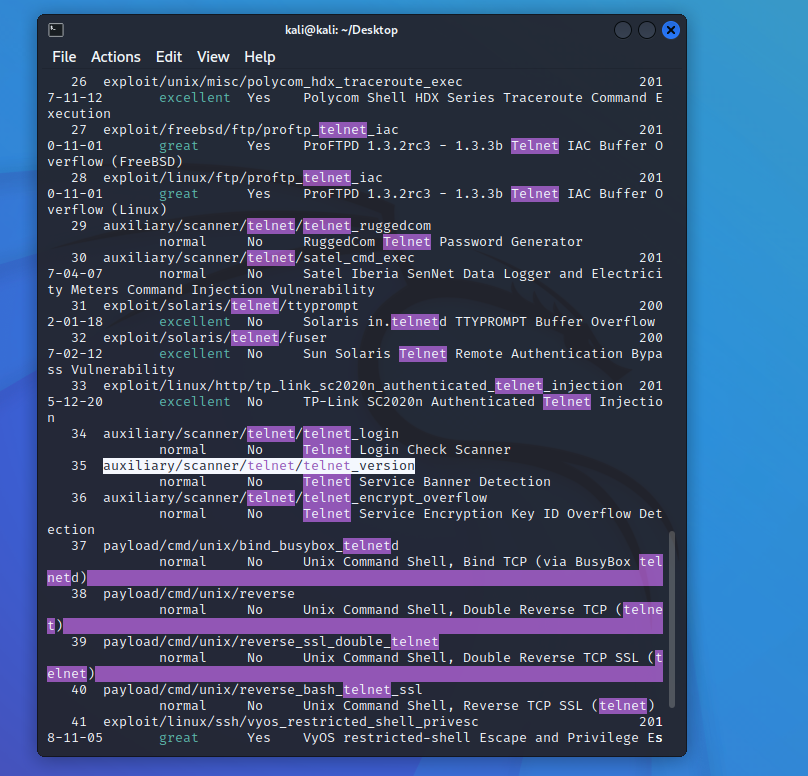 kali@kali: ~/Desktop
File Actions Edit View Help
26 exploit/unix/misc/polycom_hdx_traceroute_exec 201
7-11-12 excellent Yes Polycom Shell HDX Series Traceroute Command E
xecution
27 exploit/freebsd/ftp/proftp_telnet_iac 201
0-11-01 great Yes ProFTPD 1.3.2rc3 - 1.3.3b Telnet IAC Buffer O
verflow (FreeBSD)
28 exploit/linux/ftp/proftp_telnet_iac 201
0-11-01 great Yes ProFTPD 1.3.2rc3 - 1.3.3b Telnet IAC Buffer O
verflow (Linux)
29 auxiliary/scanner/telnet/telnet_ruggedcom
normal No RuggedCom Telnet Password Generator
30 auxiliary/scanner/telnet/satel_cmd_exec 201
7-04-07 normal No Satel Iberia SenNet Data Logger and Electrici
ty Meters Command Injection Vulnerability
31 exploit/solaris/telnet/ttyprompt 200
2-01-18 excellent No Solaris in.telnetd TTYPROMPT Buffer Overflow
32 exploit/solaris/telnet/fuser 200
7-02-12 excellent No Sun Solaris Telnet Remote Authentication Bypa
ss Vulnerability
33 exploit/linux/http/tp_link_sc2020n_authenticated_telnet_injection 201
5-12-20 excellent No TP-Link SC2020n Authenticated Telnet Injectio
n
34 auxiliary/scanner/telnet/telnet_login
normal No Telnet Login Check Scanner
35 auxiliary/scanner/telnet/telnet_version
normal No Telnet Service Banner Detection
36 auxiliary/scanner/telnet/telnet_encrypt_overflow
normal No Telnet Service Encryption Key ID Overflow Det
ection
37 payload/cmd/unix/bind_busybox_telnetd
normal No Unix Command Shell, Bind TCP (via BusyBox tel
netd)
38 payload/cmd/unix/reverse
normal No Unix Command Shell, Double Reverse TCP (telne
t)
39 payload/cmd/unix/reverse_ssl_double_telnet
normal No Unix Command Shell, Double Reverse TCP SSL (t
elnet)
40 payload/cmd/unix/reverse_bash_telnet_ssl
normal No Unix Command Shell, Reverse TCP SSL (telnet)
41 exploit/linux/ssh/vyos_restricted_shell_privesc 201
8-11-05 great Yes VyOS restricted-shell Escape and Privilege Es